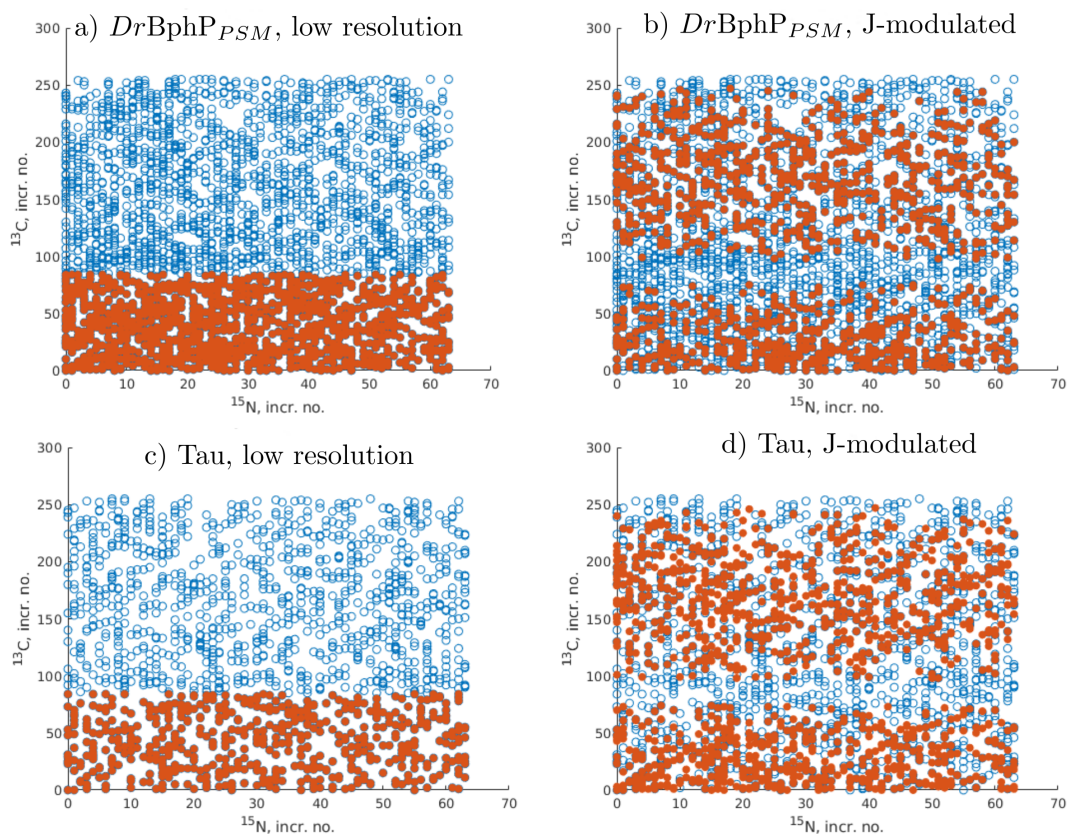 a) DrBphP_PSM, low resolution
300
250
200
150
100
50
0
13C, incr. no.
0 10 20 30 40 50 60 70
15N, incr. no.
b) DrBphP_PSM, J-modulated
300
250
200
150
100
50
0
13C, incr. no.
0 10 20 30 40 50 60 70
15N, incr. no.
c) Tau, low resolution
300
250
200
150
100
50
0
13C, incr. no.
0 10 20 30 40 50 60 70
15N, incr. no.
d) Tau, J-modulated
300
250
200
150
100
50
0
13C, incr. no.
0 10 20 30 40 50 60 70
15N, incr. no.